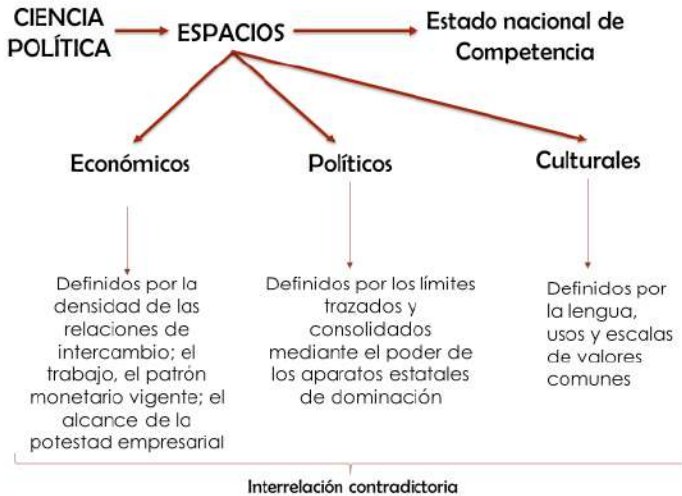 CIENCIA
POLÍTICA
ESPACIOS
Estado nacional de
Competencia
Económicos
Políticos
Culturales
Definidos por la
densidad de las
relaciones de
intercambio; el
trabajo, el patrón
monetario vigente; el
alcance de la
potestad empresarial
Definidos por los límites
trazados y
consolidados
mediante el poder de
los aparatos estatales
de dominación
Definidos por
la lengua,
usos y escalas
de valores
comunes
Interrelación contradictoria